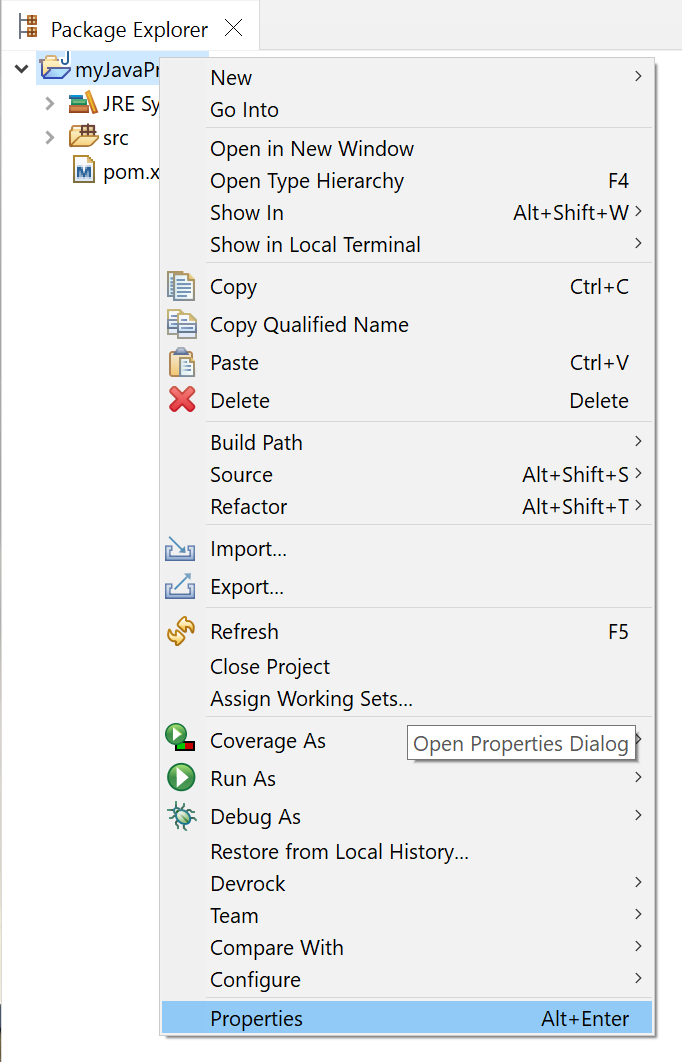 Package Explorer
myJavaPr
New
JRE Sy
Go Into
src
Open in New Window
pom.x
Open Type Hierarchy F4
Show In Alt+Shift+W
Show in Local Terminal
Copy Ctrl+C
Copy Qualified Name
Paste Ctrl+V
Delete Delete
Build Path
Source Alt+Shift+S
Refactor Alt+Shift+T
Import...
Export...
Refresh F5
Close Project
Assign Working Sets...
Coverage As Open Properties Dialog
Run As
Debug As
Restore from Local History...
Devrock
Team
Compare With
Configure
Properties Alt+Enter